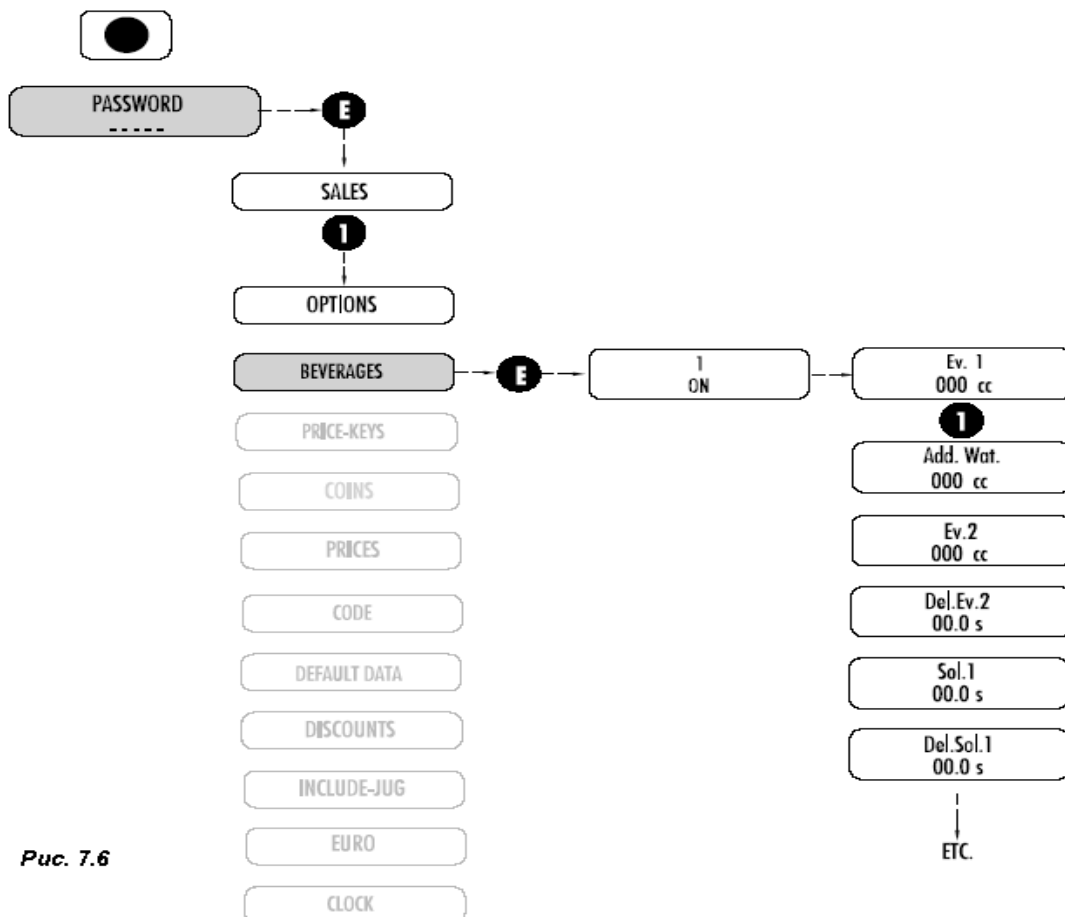 PASSWORD
- - - - -
E
SALES
1
OPTIONS
BEVERAGES
E
1
ON
Ev. 1
000 cc
1
Add. Wat.
000 cc
Ev.2
000 cc
Del.Ev.2
00.0 s
Sol.1
00.0 s
Del.Sol.1
00.0 s
ETC.
PRICE-KEYS
COINS
PRICES
CODE
DEFAULT DATA
DISCOUNTS
INCLUDE-JUG
EURO
CLOCK
Рис. 7.6